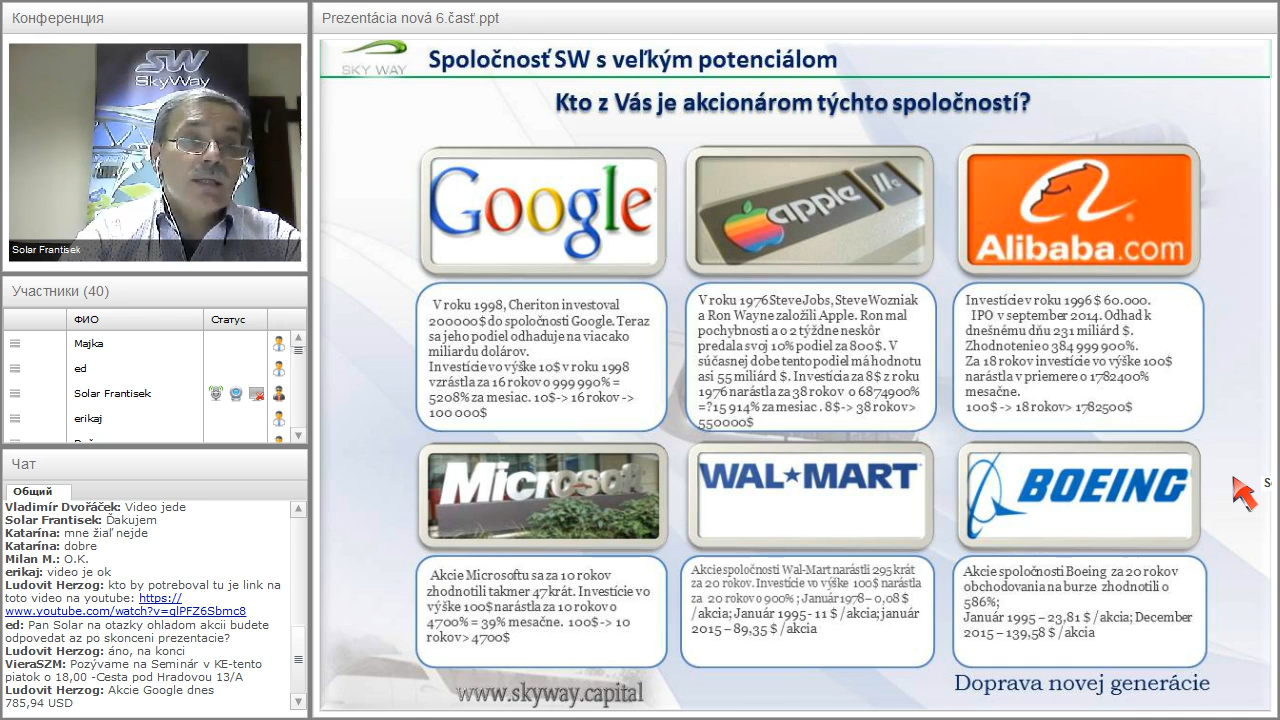 Конференция
SW
SkyWay
Solar Frantisek
Участники (40)
ФИО Статус
Majka
ed
Solar Frantisek
erikaj
Чат
Общий
Vladimír Dvořáček: Video jede
Solar Frantisek: Ďakujem
Katarína: mne žiaľ nejde
Katarína: dobre
Milan M.: O.K.
erikaj: video je ok
Ludovit Herzog: kto by potreboval tu je link na
toto video na youtube: https://
www.youtube.com/watch?v=qlPFZ6Sbmc8
ed: Pan Solar na otazky ohladom akcii budete
odpovedat az po skonceni prezentacie?
Ludovit Herzog: áno, na konci
VieraSZM: Pozývame na Seminár v KE-tento
piatok o 18,00 -Cesta pod Hradovou 13/A
Ludovit Herzog: Akcie Google dnes
785,94 USD
Prezentácia nová 6.časť.ppt
SKY WAY
Spoločnosť SW s veľkým potenciálom
Kto z Vás je akcionárom týchto spoločností?
Google
apple
Alibaba.com
V roku 1998, Cheriton investoval
200000$ do spoločnosti Google. Teraz
sa jeho podiel odhaduje na viac ako
miliardu dolárov.
Investície vo výške 10$ v roku 1998
vzrástla za 16 rokov o 999 990% =
5208% za mesiac. 10$-> 16 rokov ->
100 000$
V roku 1976 Steve Jobs, Steve Wozniak
a Ron Wayne založili Apple. Ron mal
pochybnosti a o 2 týždne neskôr
predala svoj 10% podiel za 800$. V
súčasnej dobe tento podiel má hodnotu
asi 55 miliard $. Investícia za 8$ z roku
1976 narástla za 38 rokov o 6874900%
=?15 914% za mesiac . 8$-> 38 rokov>
550000$
Investície v roku 1996 $ 60.000.
IPO v september 2014. Odhad k
dnešnému dňu 231 miliárd $.
Zhodnotenie o 384 999 900%.
Za 18 rokov investície vo výške 100$
narástla v priemere o 1782400%
mesačne.
100$ -> 18 rokov> 1782500$
Microsoft
WAL★MART
BOEING
Akcie Microsoftu sa za 10 rokov
zhodnotili takmer 47krát. Investície vo
výške 100$ narástla za 10 rokov o
4700% = 39% mesačne. 100$ -> 10
rokov> 4700$
Akcie spoločnosti Wal-Mart narástli 295 krát
za 20 rokov. Investície vo výške 100$ narástla
za 20 rokov o 900% ; Január 1978 – 0,08 $
/akcia; Január 1995 - 11 $ /akcia; január
2015 – 89,35 $ /akcia
Akcie spoločnosti Boeing za 20 rokov
obchodovania na burze zhodnotili o
586%;
Január 1995 – 23,81 $ /akcia; December
2015 – 139,58 $ /akcia
www.skyway.capital
Doprava novej generácie